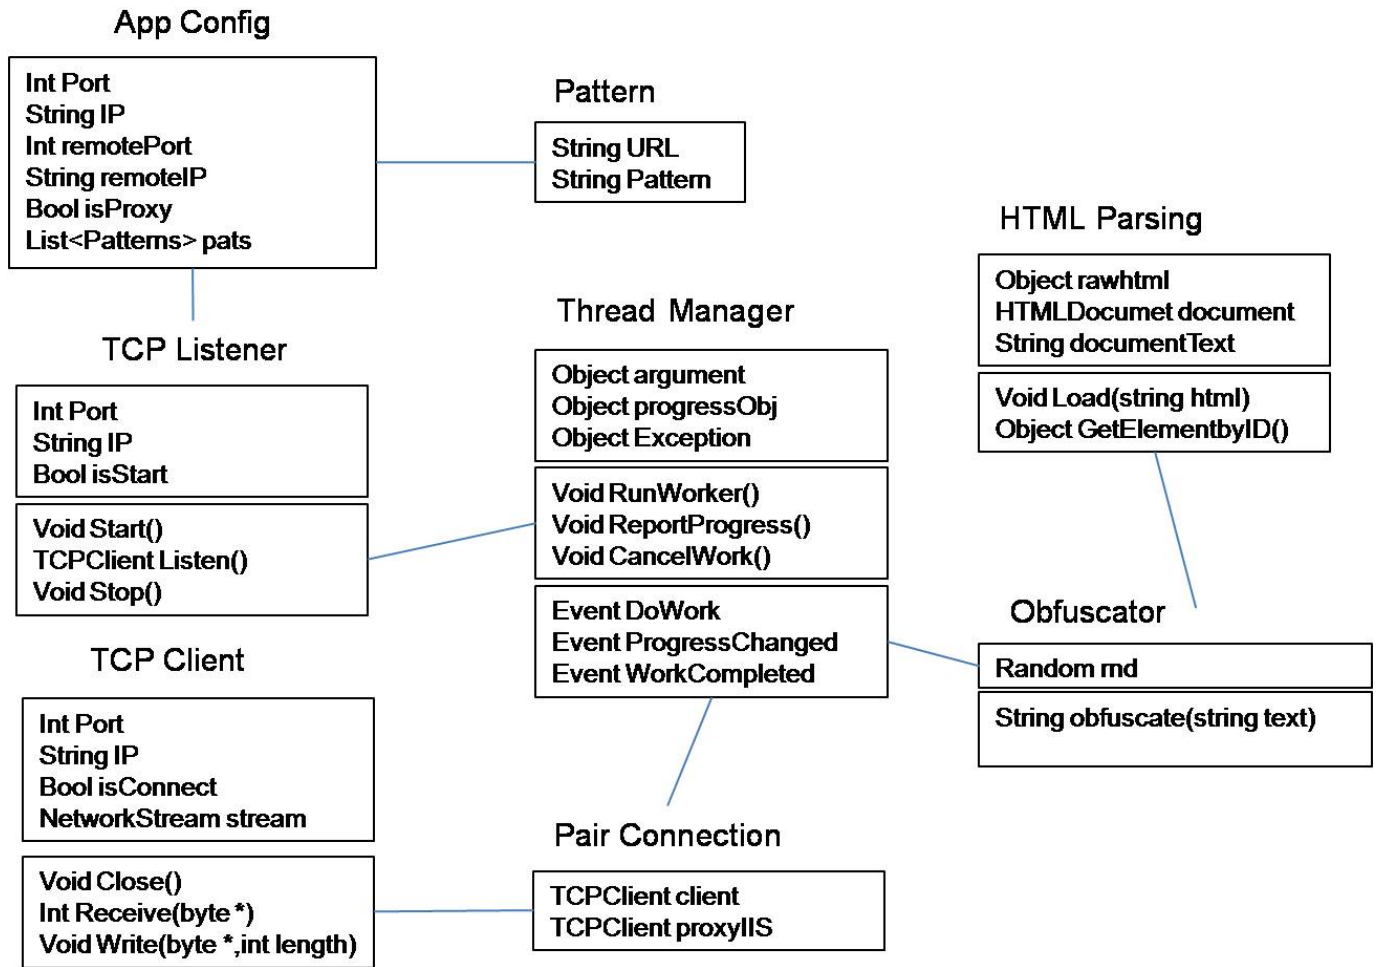 App Config
Int Port
String IP
Int remotePort
String remoteIP
Bool isProxy
List<Patterns> pats
Pattern
String URL
String Pattern
TCP Listener
Int Port
String IP
Bool isStart
Void Start()
TCPClient Listen()
Void Stop()
Thread Manager
Object argument
Object progressObj
Object Exception
Void RunWorker()
Void ReportProgress()
Void CancelWork()
Event DoWork
Event ProgressChanged
Event WorkCompleted
HTML Parsing
Object rawhtml
HTMLDocumet document
String documentText
Void Load(string html)
Object GetElementbyID()
Obfuscator
Random rnd
String obfuscate(string text)
TCP Client
Int Port
String IP
Bool isConnect
NetworkStream stream
Void Close()
Int Receive(byte *)
Void Write(byte *,int length)
Pair Connection
TCPClient client
TCPClient proxyIIS